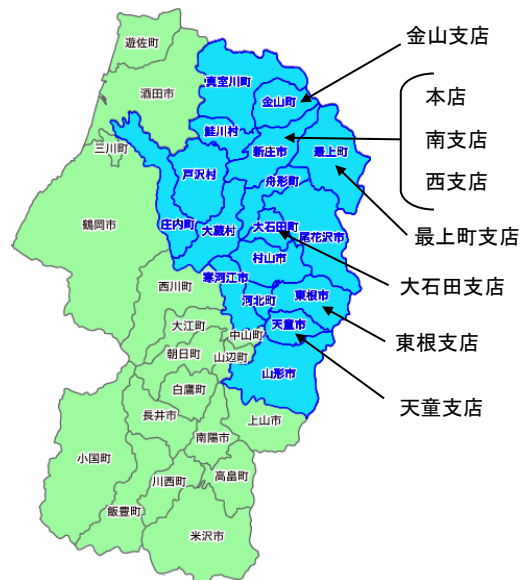 遊佐町
金山支店
真室川町
酒田市
金山町
本店
鮭川村
南支店
三川町
新庄市
最上町
戸沢村
舟形町
西支店
鶴岡市
庄内町
大蔵村
大石田町
尾花沢市
最上町支店
村山市
西川町
寒河江市
大石田支店
河北町
東根市
大江町
天童市
中山町
東根支店
朝日町
山辺町
山形市
白鷹町
天童支店
長井市
上山市
南陽市
小国町
川西町
高畠町
飯豊町
米沢市